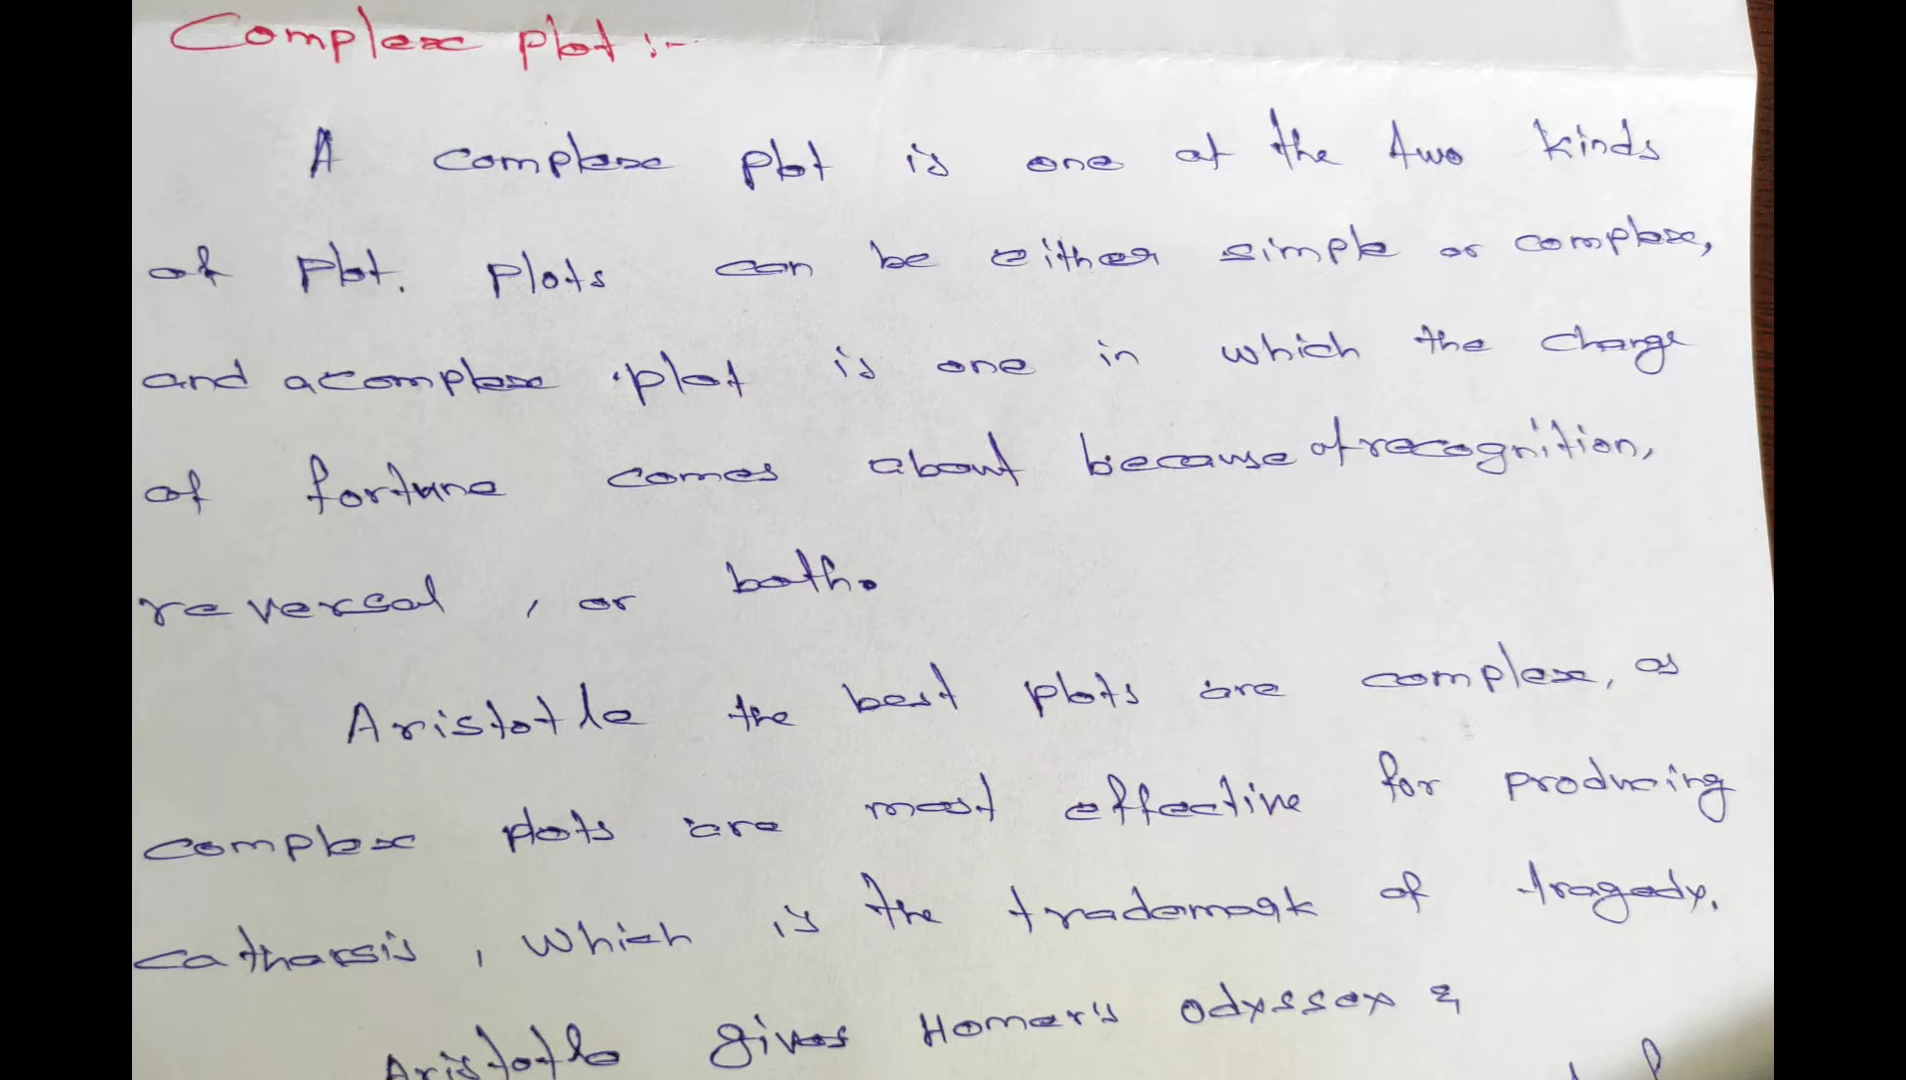 Complex plot :-
A complex plot is one of the two kinds
of plot. Plots can be either simple or complex,
and a complex plot is one in which the change
of fortune comes about because of recognition,
reversal, or both.
Aristotle the best plots are complex, as
complex plots are most effective for producing
catharsis, which is the trademark of tragedy.
Aristotle gives Homer's Odyssey &